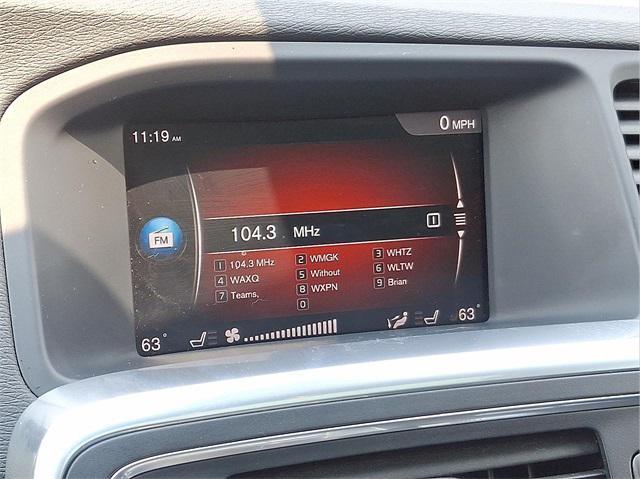 11:19 AM
0 MPH
FM
104.3 MHz 1
1 104.3 MHz 2 WMGK 3 WHTZ
4 WAXQ 5 Without 6 WLTW
7 Teams, 8 WXPN 9 Brian
0
63° 63°